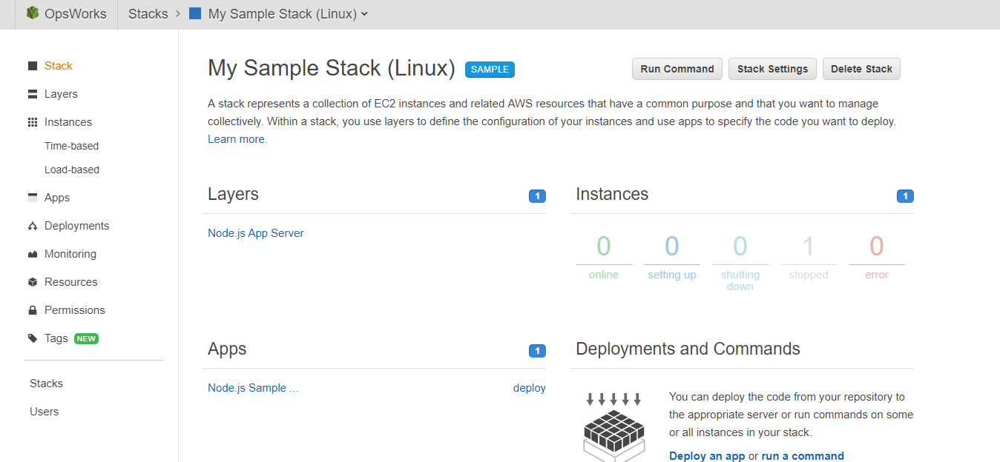 OpsWorks
Stacks
My Sample Stack (Linux)
Stack
Layers
Instances
Time-based
Load-based
Apps
Deployments
Monitoring
Resources
Permissions
Tags NEW
Stacks
Users
My Sample Stack (Linux) SAMPLE
Run Command
Stack Settings
Delete Stack
A stack represents a collection of EC2 instances and related AWS resources that have a common purpose and that you want to manage
collectively. Within a stack, you use layers to define the configuration of your instances and use apps to specify the code you want to deploy.
Learn more.
Layers 1
Node.js App Server
Instances 1
0 0 0 1 0
online setting up shutting down stopped error
Apps 1
Node.js Sample … deploy
Deployments and Commands
You can deploy the code from your repository to
the appropriate server or run commands on some
or all instances in your stack.
Deploy an app or run a command